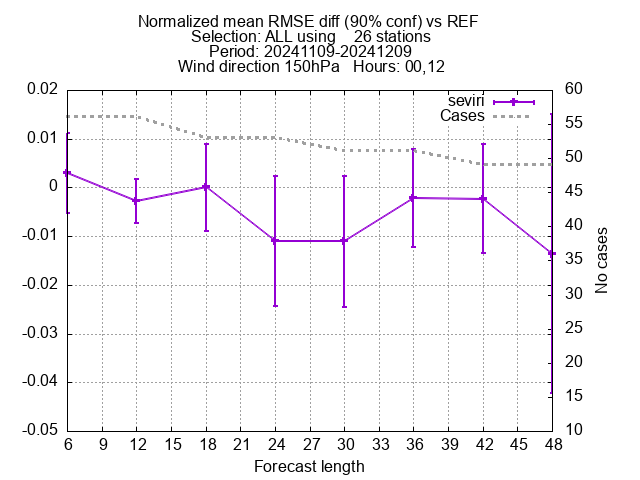 Normalized mean RMSE diff (90% conf) vs REF
Selection: ALL using    26 stations
Period: 20241109-20241209
Wind direction 150hPa   Hours: 00,12
seviri
Cases
0.02
0.01
0
-0.01
-0.02
-0.03
-0.04
-0.05
60
55
50
45
40
35
30
25
20
15
10
No cases
6 9 12 15 18 21 24 27 30 33 36 39 42 45 48
Forecast length